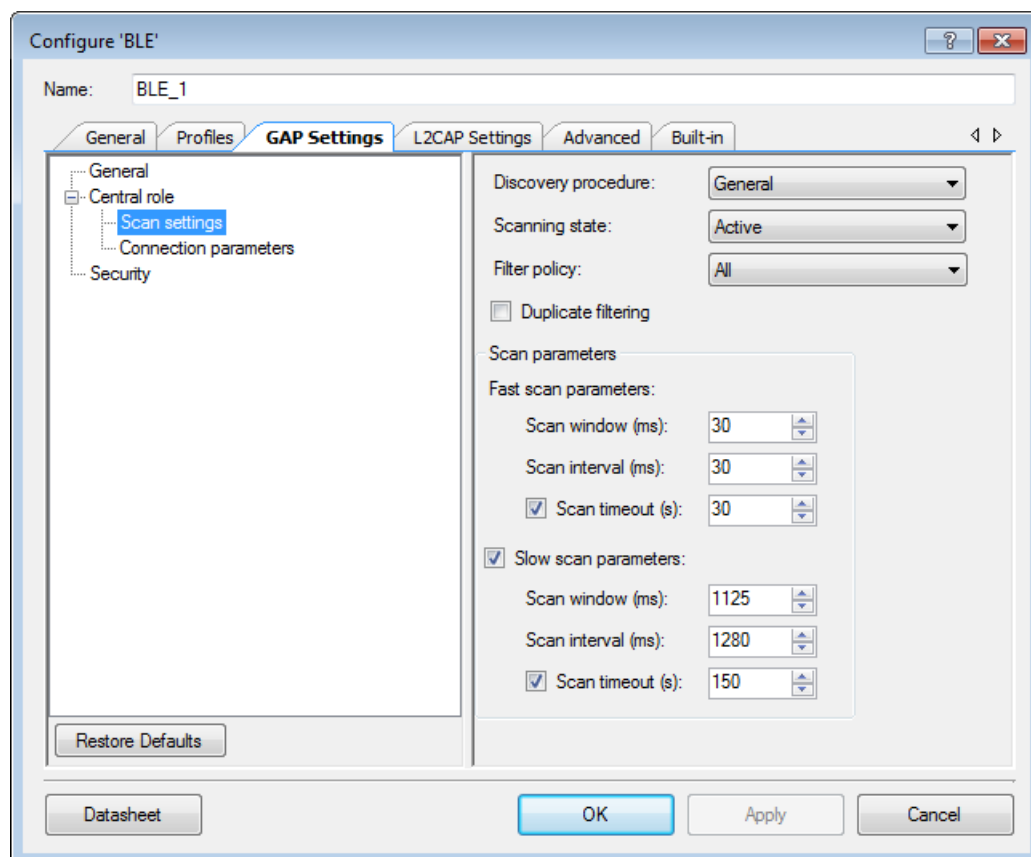 Configure 'BLE'
Name: BLE_1
General Profiles GAP Settings L2CAP Settings Advanced Built-in
General
Central role
Scan settings
Connection parameters
Security
Discovery procedure: General
Scanning state: Active
Filter policy: All
Duplicate filtering
Scan parameters
Fast scan parameters:
Scan window (ms): 30
Scan interval (ms): 30
Scan timeout (s): 30
Slow scan parameters:
Scan window (ms): 1125
Scan interval (ms): 1280
Scan timeout (s): 150
Restore Defaults
Datasheet OK Apply Cancel